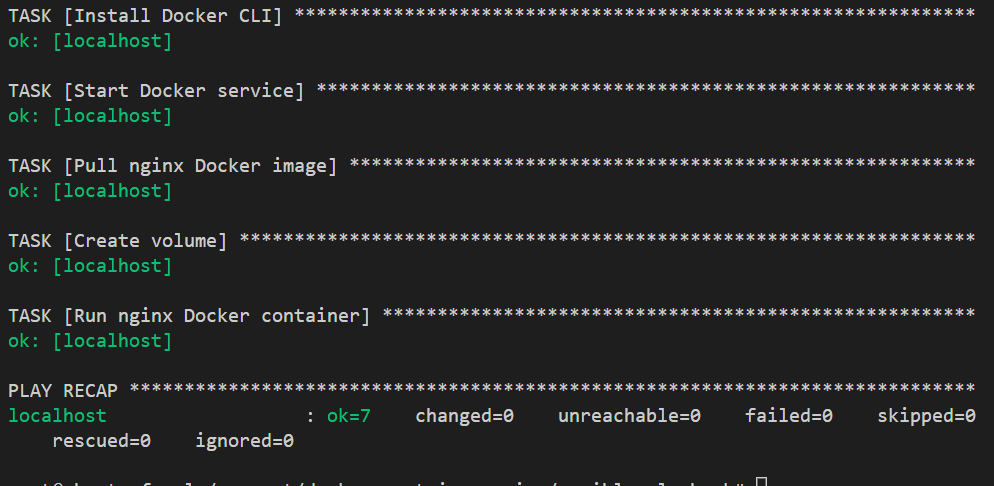 TASK [Install Docker CLI] **************************************************************
ok: [localhost]
TASK [Start Docker service] ************************************************************
ok: [localhost]
TASK [Pull nginx Docker image] *********************************************************
ok: [localhost]
TASK [Create volume] *******************************************************************
ok: [localhost]
TASK [Run nginx Docker container] ******************************************************
ok: [localhost]
PLAY RECAP *****************************************************************************
localhost                  : ok=7    changed=0    unreachable=0    failed=0    skipped=0
    rescued=0    ignored=0